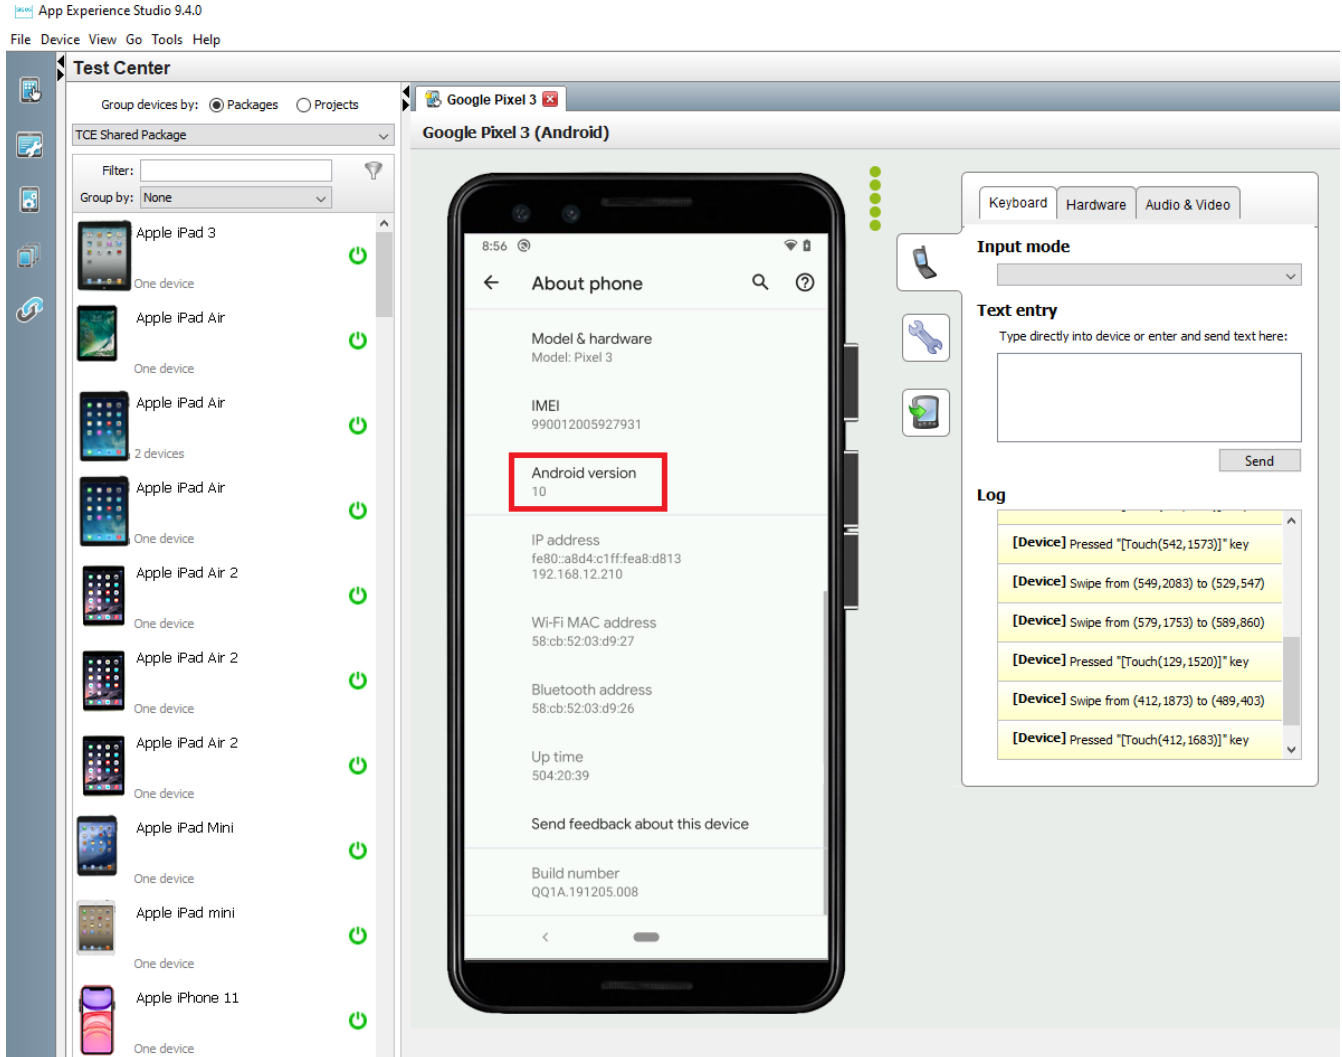 App Experience Studio 9.4.0
File Device View Go Tools Help
Test Center
Group devices by: Packages Projects
TCE Shared Package
Filter:
Group by: None
Apple iPad 3
One device
Apple iPad Air
One device
Apple iPad Air
2 devices
Apple iPad Air
One device
Apple iPad Air 2
One device
Apple iPad Air 2
One device
Apple iPad Air 2
One device
Apple iPad Mini
One device
Apple iPad mini
One device
Apple iPhone 11
One device
Google Pixel 3
Google Pixel 3 (Android)
8:56
About phone
Model & hardware
Model: Pixel 3
IMEI
990012005927931
Android version
10
IP address
fe80::a8d4:c1ff:fea8:d813
192.168.12.210
Wi-Fi MAC address
58:cb:52:03:d9:27
Bluetooth address
58:cb:52:03:d9:26
Up time
504:20:39
Send feedback about this device
Build number
QQ1A.191205.008
Keyboard Hardware Audio & Video
Input mode
Text entry
Type directly into device or enter and send text here:
Send
Log
[Device] Pressed "[Touch(542,1573)]" key
[Device] Swipe from (549,2083) to (529,547)
[Device] Swipe from (579,1753) to (589,860)
[Device] Pressed "[Touch(129,1520)]" key
[Device] Swipe from (412,1873) to (489,403)
[Device] Pressed "[Touch(412,1683)]" key